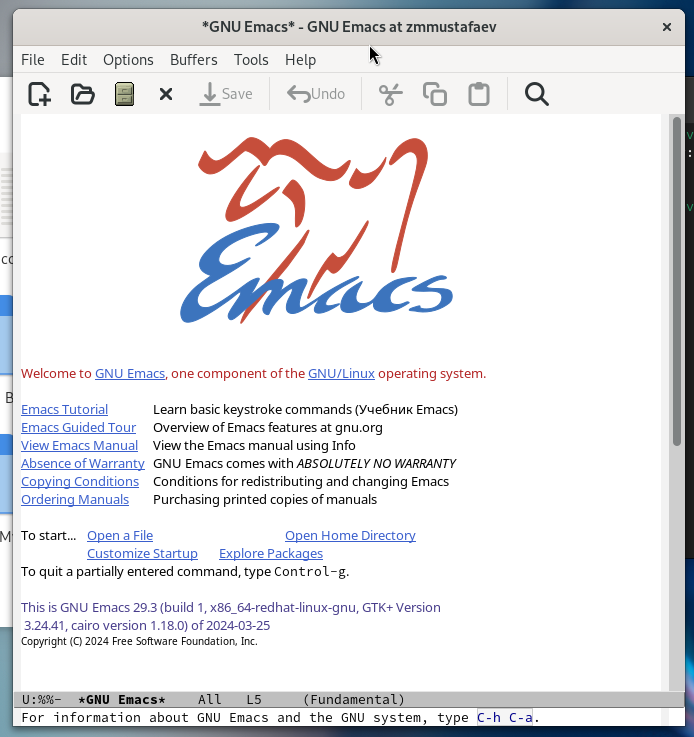 *GNU Emacs* - GNU Emacs at zmmustafaev
File Edit Options Buffers Tools Help
Save Undo
Emacs
Welcome to GNU Emacs, one component of the GNU/Linux operating system.
Emacs Tutorial Learn basic keystroke commands (Учебник Emacs)
Emacs Guided Tour Overview of Emacs features at gnu.org
View Emacs Manual View the Emacs manual using Info
Absence of Warranty GNU Emacs comes with ABSOLUTELY NO WARRANTY
Copying Conditions Conditions for redistributing and changing Emacs
Ordering Manuals Purchasing printed copies of manuals
To start... Open a File Open Home Directory
Customize Startup Explore Packages
To quit a partially entered command, type Control-g.
This is GNU Emacs 29.3 (build 1, x86_64-redhat-linux-gnu, GTK+ Version
3.24.41, cairo version 1.18.0) of 2024-03-25
Copyright (C) 2024 Free Software Foundation, Inc.
U:%%- *GNU Emacs* All L5 (Fundamental)
For information about GNU Emacs and the GNU system, type C-h C-a.